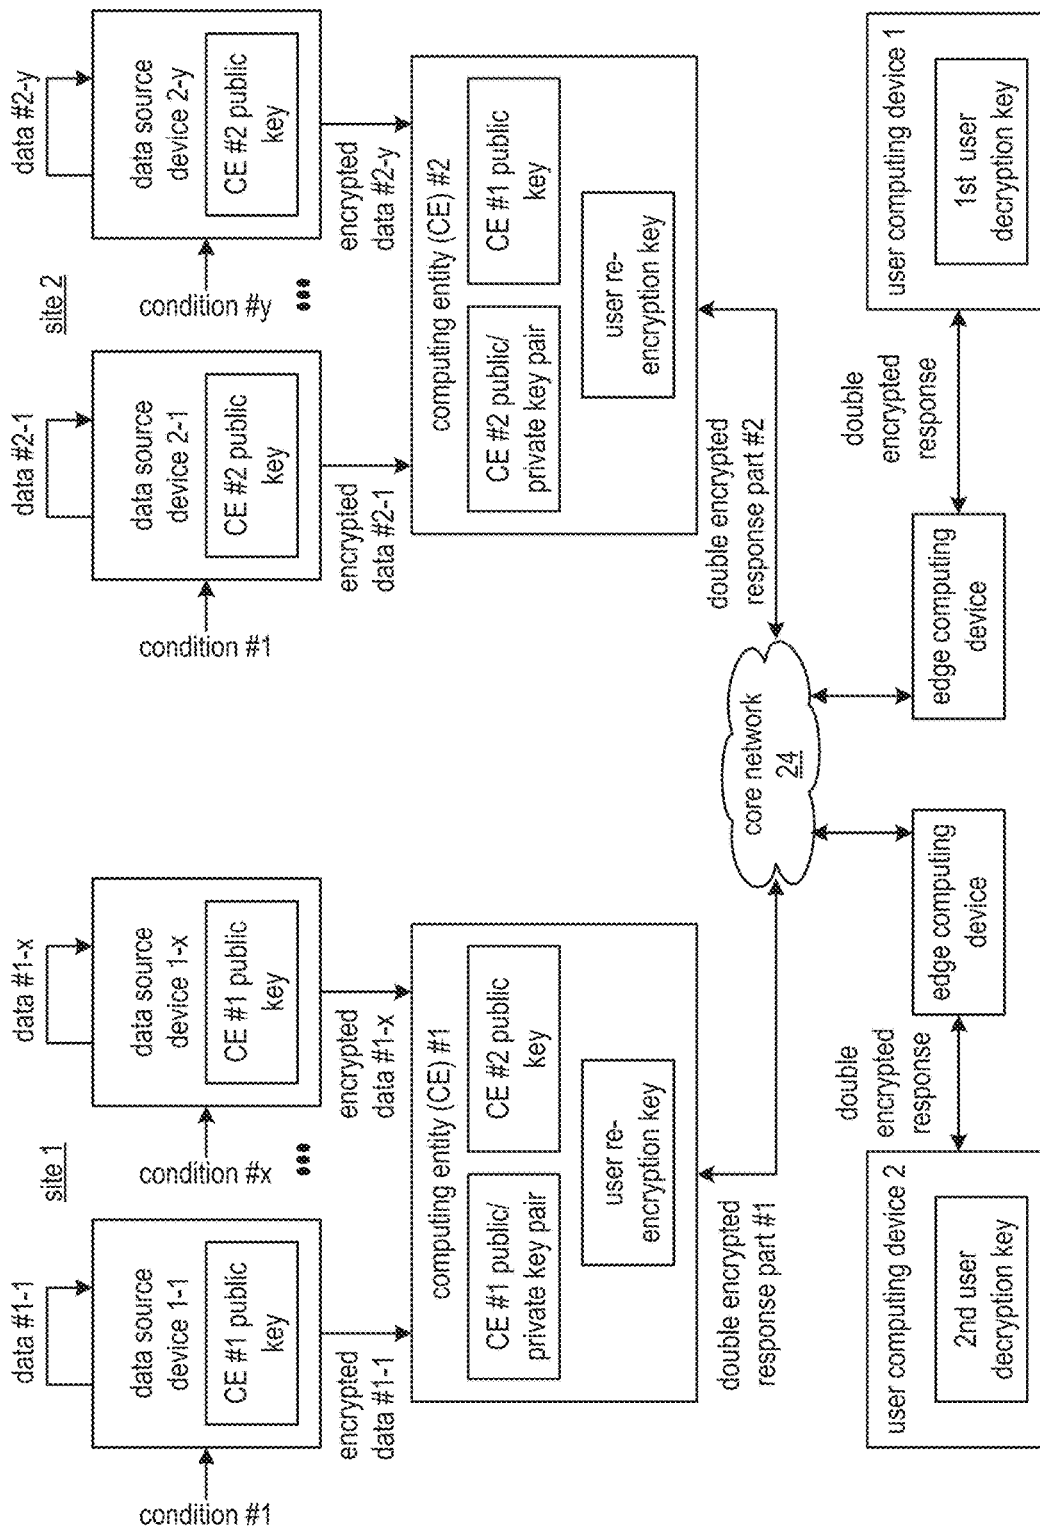 site 1
data #1-1
data source
device 1-1
CE #1 public
key
condition #1
encrypted
data #1-1
data #1-x
data source
device 1-x
CE #1 public
key
condition #x
•••
encrypted
data #1-x
computing entity (CE) #1
CE #1 public/
private key pair
CE #2 public
key
user re-
encryption key
double encrypted
response part #1
site 2
data #2-1
data source
device 2-1
CE #2 public
key
condition #1
encrypted
data #2-1
data #2-y
data source
device 2-y
CE #2 public
key
condition #y
•••
encrypted
data #2-y
computing entity (CE) #2
CE #2 public/
private key pair
CE #1 public
key
user re-
encryption key
double encrypted
response part #2
core network
24
user computing device 2
2nd user
decryption key
double
encrypted
response
edge computing
device
edge computing
device
double
encrypted
response
user computing device 1
1st user
decryption key